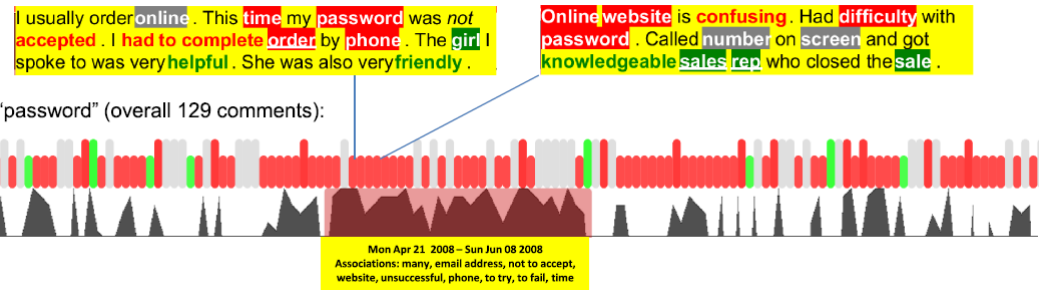 I usually order online . This time my password was not
accepted . I had to complete order by phone . The girl I
spoke to was very helpful . She was also very friendly .
Online website is confusing . Had difficulty with
password . Called number on screen and got
knowledgeable sales rep who closed the sale .
"password" (overall 129 comments):
Mon Apr 21 2008 – Sun Jun 08 2008
Associations: many, email address, not to accept,
website, unsuccessful, phone, to try, to fail, time